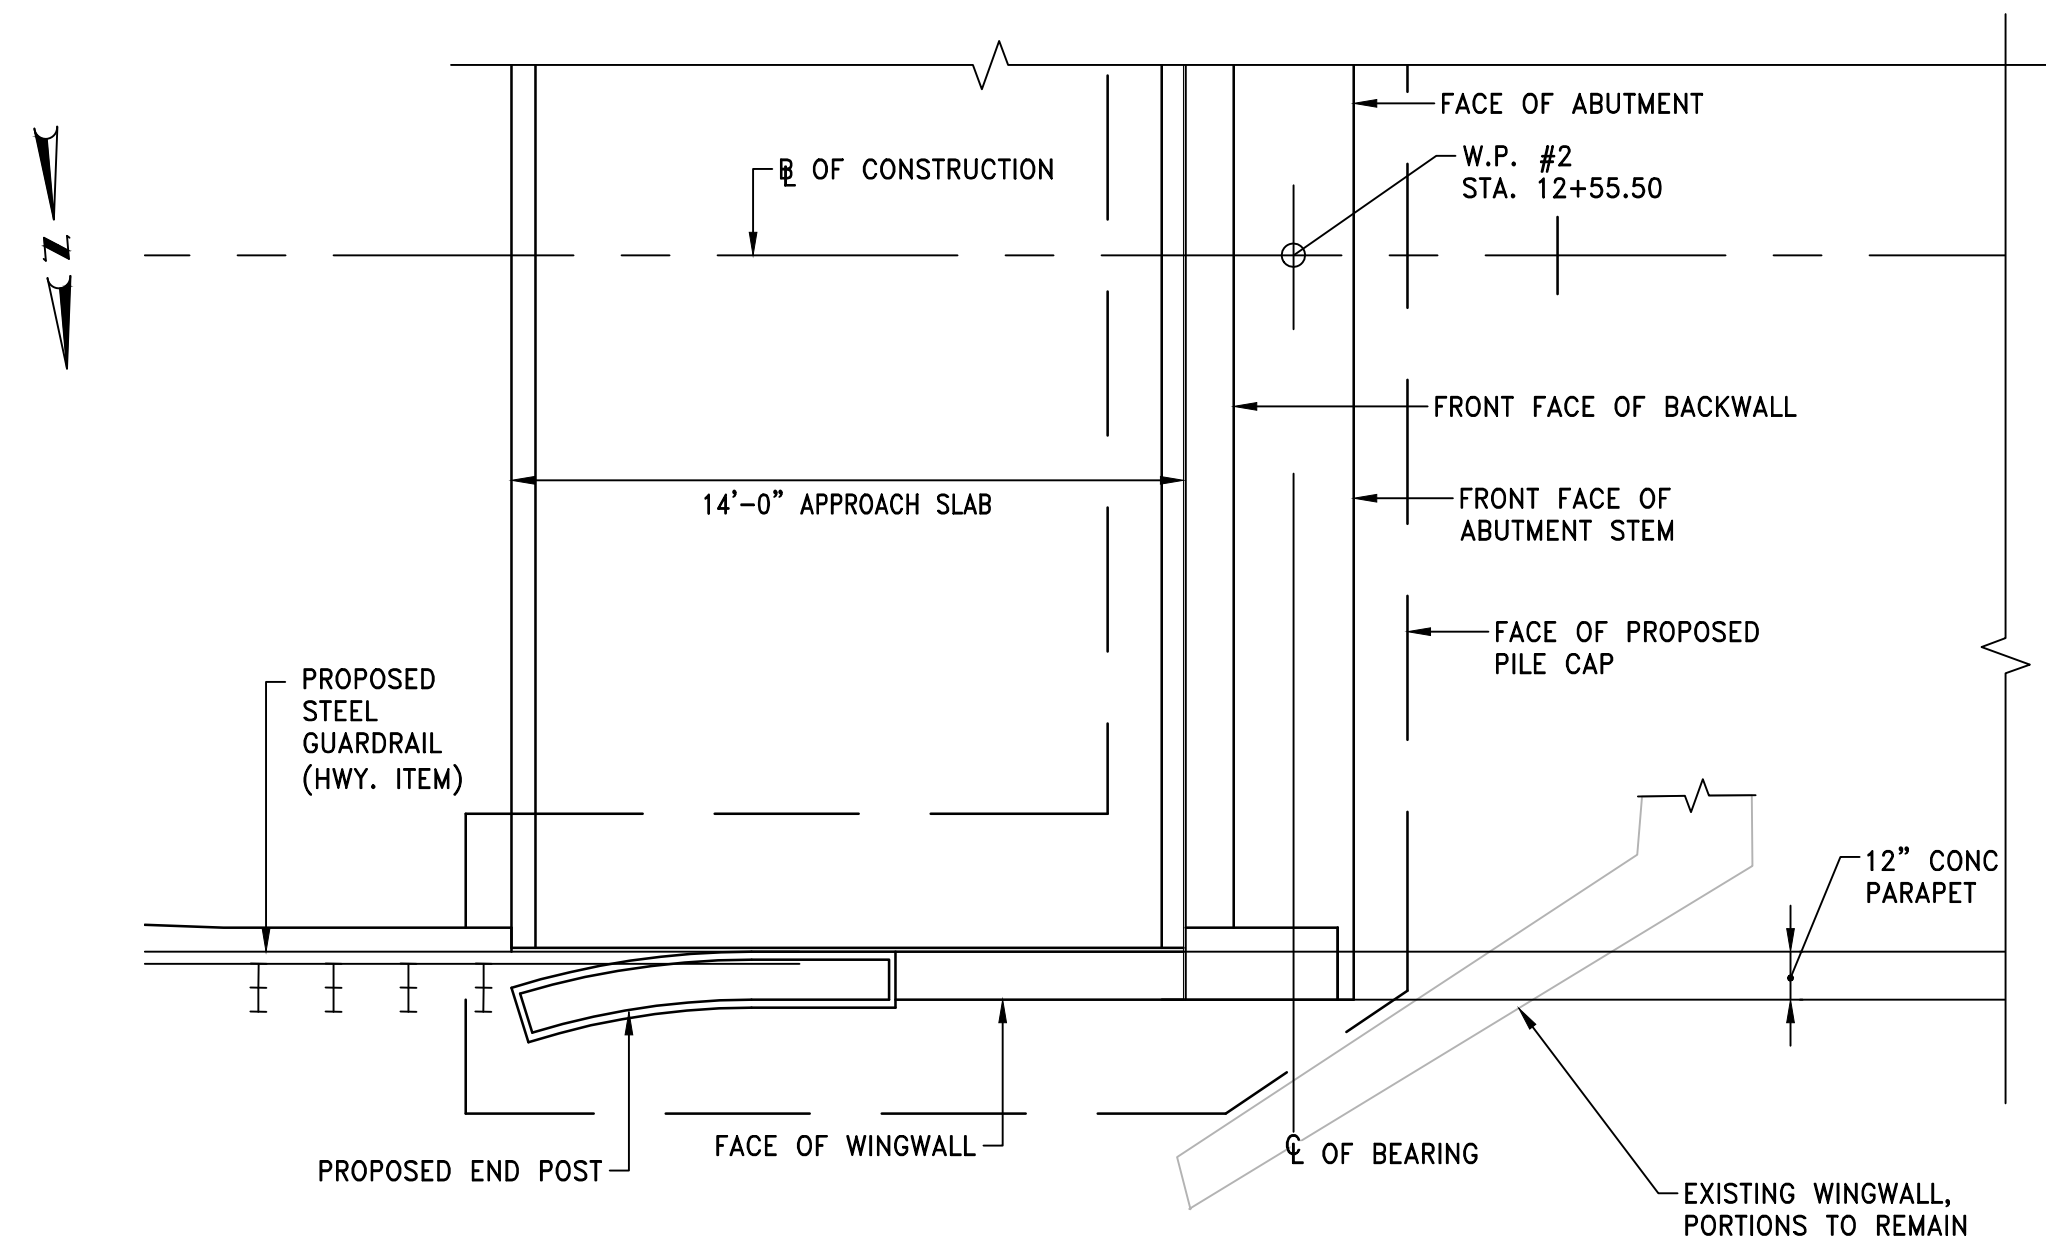 FACE OF ABUTMENT
W.P. #2
STA. 12+55.50
BL OF CONSTRUCTION
N
FRONT FACE OF BACKWALL
14'-0" APPROACH SLAB
FRONT FACE OF
ABUTMENT STEM
FACE OF PROPOSED
PILE CAP
PROPOSED
STEEL
GUARDRAIL
(HWY. ITEM)
12" CONC
PARAPET
FACE OF WINGWALL
CL OF BEARING
PROPOSED END POST
EXISTING WINGWALL,
PORTIONS TO REMAIN